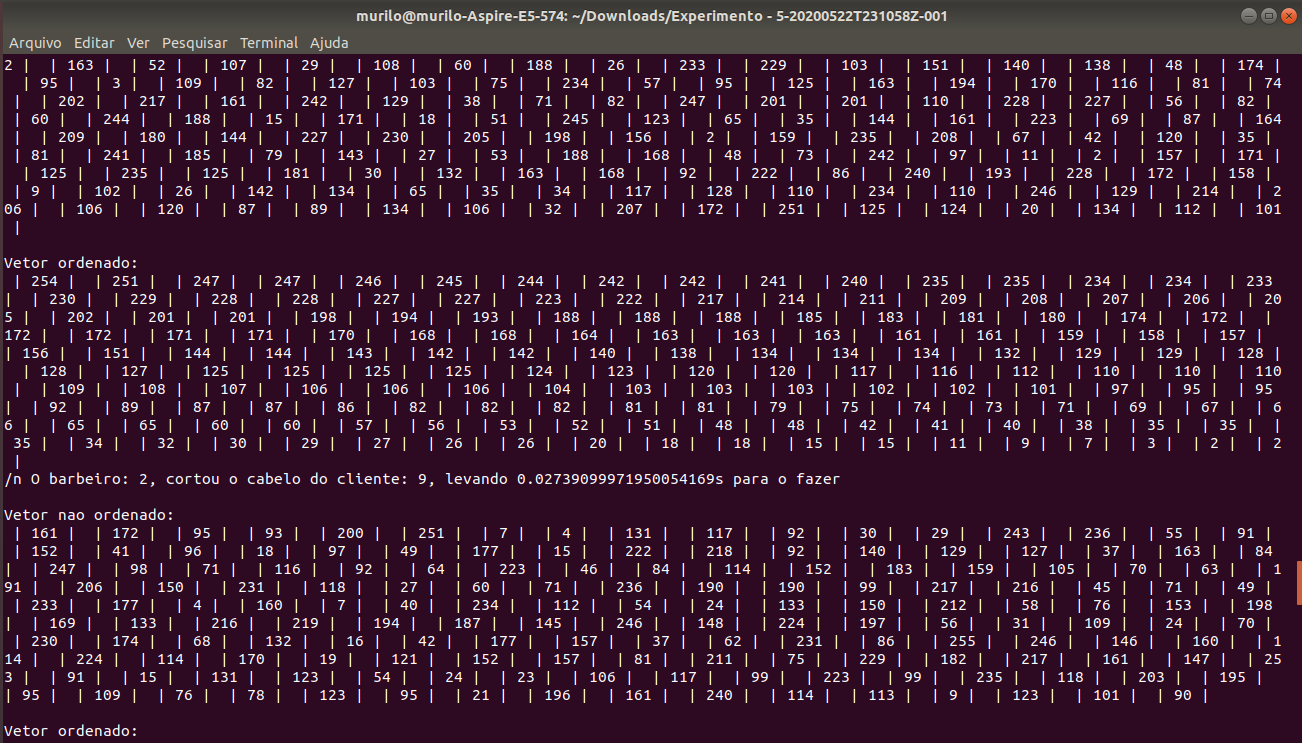 murilo@murilo-Aspire-E5-574: ~/Downloads/Experimento - 5-20200522T231058Z-001
Arquivo Editar Ver Pesquisar Terminal Ajuda
2 | | 163 | | 52 | | 107 | | 29 | | 108 | | 60 | | 188 | | 26 | | 233 | | 229 | | 103 | | 151 | | 140 | | 138 | | 48 | | 174 |
| 95 | | 3 | | 109 | | 82 | | 127 | | 103 | | 75 | | 234 | | 57 | | 95 | | 125 | | 163 | | 194 | | 170 | | 116 | | 81 | | 74
| | 202 | | 217 | | 161 | | 242 | | 129 | | 38 | | 71 | | 82 | | 247 | | 201 | | 201 | | 110 | | 228 | | 227 | | 56 | | 82 |
| 60 | | 244 | | 188 | | 15 | | 171 | | 18 | | 51 | | 245 | | 123 | | 65 | | 35 | | 144 | | 161 | | 223 | | 69 | | 87 | | 164
| | 209 | | 180 | | 144 | | 227 | | 230 | | 205 | | 198 | | 156 | | 2 | | 159 | | 235 | | 208 | | 67 | | 42 | | 120 | | 35 |
| 81 | | 241 | | 185 | | 79 | | 143 | | 27 | | 53 | | 188 | | 168 | | 48 | | 73 | | 242 | | 97 | | 11 | | 2 | | 157 | | 171 |
| 125 | | 235 | | 125 | | 181 | | 30 | | 132 | | 163 | | 168 | | 92 | | 222 | | 86 | | 240 | | 193 | | 228 | | 172 | | 158 |
| 9 | | 102 | | 26 | | 142 | | 134 | | 65 | | 35 | | 34 | | 117 | | 128 | | 110 | | 234 | | 110 | | 246 | | 129 | | 214 | | 2
06 | | 106 | | 120 | | 87 | | 89 | | 134 | | 106 | | 32 | | 207 | | 172 | | 251 | | 125 | | 124 | | 20 | | 134 | | 112 | | 101
|
Vetor ordenado:
| 254 | | 251 | | 247 | | 247 | | 246 | | 245 | | 244 | | 242 | | 242 | | 241 | | 240 | | 235 | | 235 | | 234 | | 234 | | 233
| | 230 | | 229 | | 228 | | 228 | | 227 | | 227 | | 223 | | 222 | | 217 | | 214 | | 211 | | 209 | | 208 | | 207 | | 206 | | 20
5 | | 202 | | 201 | | 201 | | 198 | | 194 | | 193 | | 188 | | 188 | | 188 | | 185 | | 183 | | 181 | | 180 | | 174 | | 172 | |
172 | | 172 | | 171 | | 171 | | 170 | | 168 | | 168 | | 164 | | 163 | | 163 | | 163 | | 161 | | 161 | | 159 | | 158 | | 157 |
| 156 | | 151 | | 144 | | 144 | | 143 | | 142 | | 142 | | 140 | | 138 | | 134 | | 134 | | 134 | | 132 | | 129 | | 129 | | 128 |
| 128 | | 127 | | 125 | | 125 | | 125 | | 125 | | 124 | | 123 | | 120 | | 120 | | 117 | | 116 | | 112 | | 110 | | 110 | | 110
| | 109 | | 108 | | 107 | | 106 | | 106 | | 106 | | 104 | | 103 | | 103 | | 103 | | 102 | | 102 | | 101 | | 97 | | 95 | | 95
| | 92 | | 89 | | 87 | | 87 | | 86 | | 82 | | 82 | | 82 | | 81 | | 81 | | 79 | | 75 | | 74 | | 73 | | 71 | | 69 | | 67 | | 6
6 | | 65 | | 65 | | 60 | | 60 | | 57 | | 56 | | 53 | | 52 | | 51 | | 48 | | 48 | | 42 | | 41 | | 40 | | 38 | | 35 | | 35 | |
35 | | 34 | | 32 | | 30 | | 29 | | 27 | | 26 | | 26 | | 20 | | 18 | | 18 | | 15 | | 15 | | 11 | | 9 | | 7 | | 3 | | 2 | | 2
|
/n O barbeiro: 2, cortou o cabelo do cliente: 9, levando 0.02739099971950054169s para o fazer
Vetor nao ordenado:
| 161 | | 172 | | 95 | | 93 | | 200 | | 251 | | 7 | | 4 | | 131 | | 117 | | 92 | | 30 | | 29 | | 243 | | 236 | | 55 | | 91 |
| 152 | | 41 | | 96 | | 18 | | 97 | | 49 | | 177 | | 15 | | 222 | | 218 | | 92 | | 140 | | 129 | | 127 | | 37 | | 163 | | 84
| | 247 | | 98 | | 71 | | 116 | | 92 | | 64 | | 223 | | 46 | | 84 | | 114 | | 152 | | 183 | | 159 | | 105 | | 70 | | 63 | | 1
91 | | 206 | | 150 | | 231 | | 118 | | 27 | | 60 | | 71 | | 236 | | 190 | | 190 | | 99 | | 217 | | 216 | | 45 | | 71 | | 49 |
| 233 | | 177 | | 4 | | 160 | | 7 | | 40 | | 234 | | 112 | | 54 | | 24 | | 133 | | 150 | | 212 | | 58 | | 76 | | 153 | | 198
| | 169 | | 133 | | 216 | | 219 | | 194 | | 187 | | 145 | | 246 | | 148 | | 224 | | 197 | | 56 | | 31 | | 109 | | 24 | | 70 |
| 230 | | 174 | | 68 | | 132 | | 16 | | 42 | | 177 | | 157 | | 37 | | 62 | | 231 | | 86 | | 255 | | 246 | | 146 | | 160 | | 1
14 | | 224 | | 114 | | 170 | | 19 | | 121 | | 152 | | 157 | | 81 | | 211 | | 75 | | 229 | | 182 | | 217 | | 161 | | 147 | | 25
3 | | 91 | | 15 | | 131 | | 123 | | 54 | | 24 | | 23 | | 106 | | 117 | | 99 | | 223 | | 99 | | 235 | | 118 | | 203 | | 195 |
| 95 | | 109 | | 76 | | 78 | | 123 | | 95 | | 21 | | 196 | | 161 | | 240 | | 114 | | 113 | | 9 | | 123 | | 101 | | 90 |
Vetor ordenado: